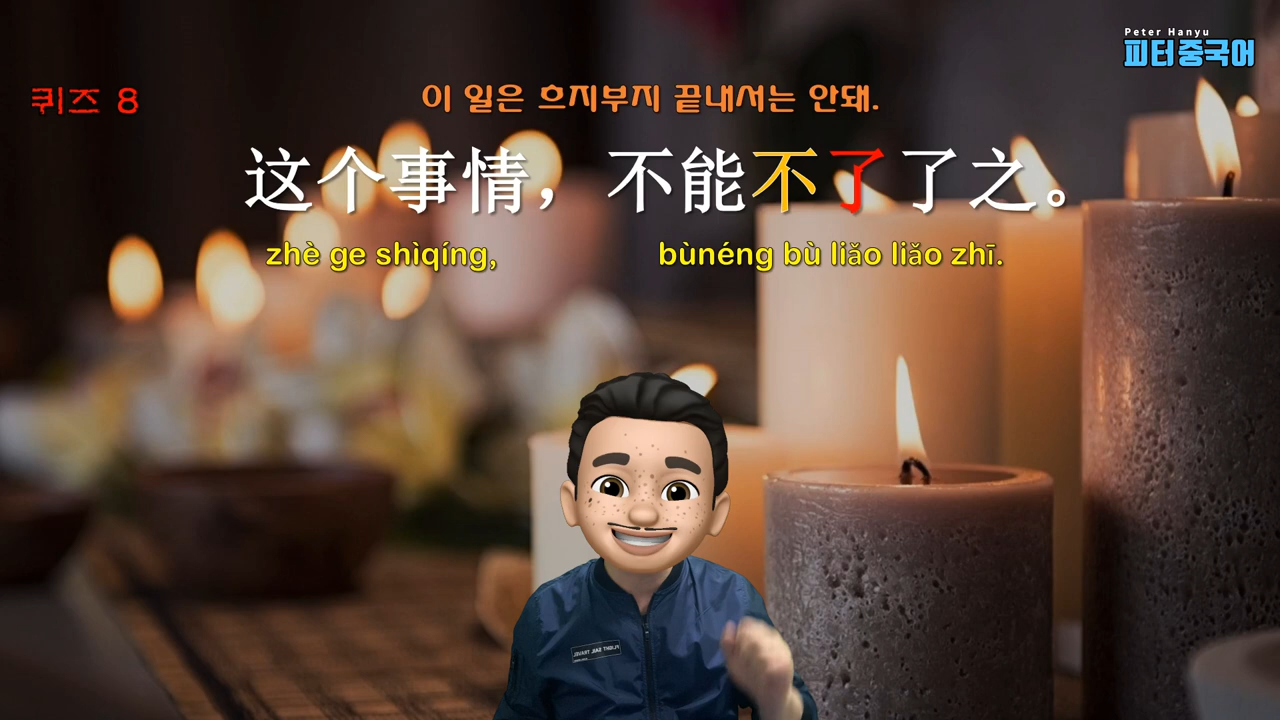 Peter Hanyu
피터 중국어
퀴즈 8
이 일은 흐지부지 끝내서는 안돼.
这个事情，不能不了了之。
zhè ge shìqíng, bùnéng bù liǎo liǎo zhī.